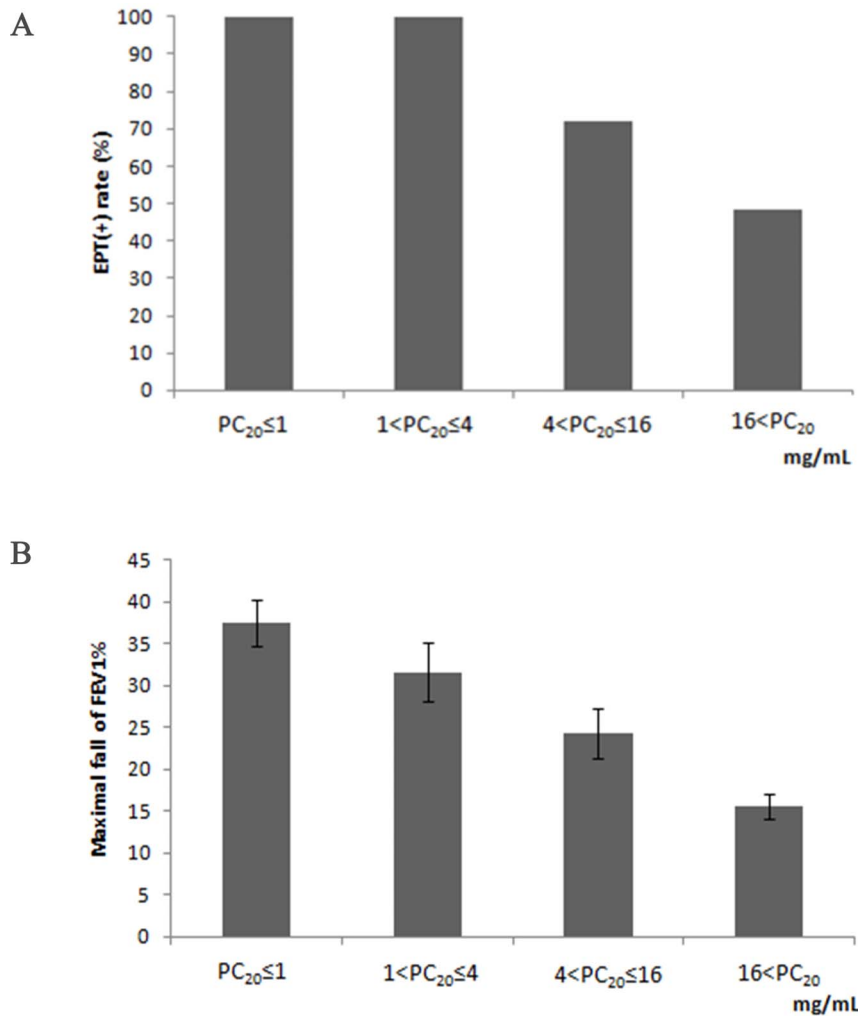 A
EPT(+) rate (%)
100
90
80
70
60
50
40
30
20
10
0
PC₂₀≤1 1<PC₂₀≤4 4<PC₂₀≤16 16<PC₂₀
mg/mL
B
Maximal fall of FEV1%
45
40
35
30
25
20
15
10
5
0
PC₂₀≤1 1<PC₂₀≤4 4<PC₂₀≤16 16<PC₂₀
mg/mL